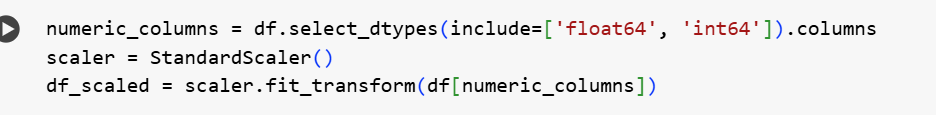 numeric_columns = df.select_dtypes(include=['float64', 'int64']).columns
scaler = StandardScaler()
df_scaled = scaler.fit_transform(df[numeric_columns])